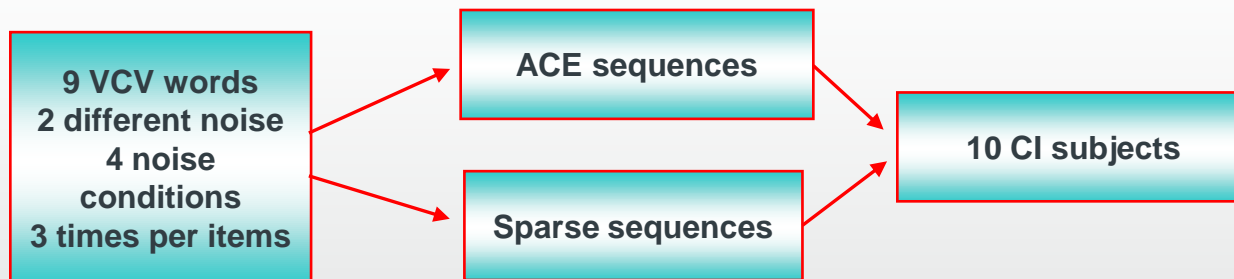 9 VCV words
2 different noise
4 noise
conditions
3 times per items
ACE sequences
Sparse sequences
10 CI subjects